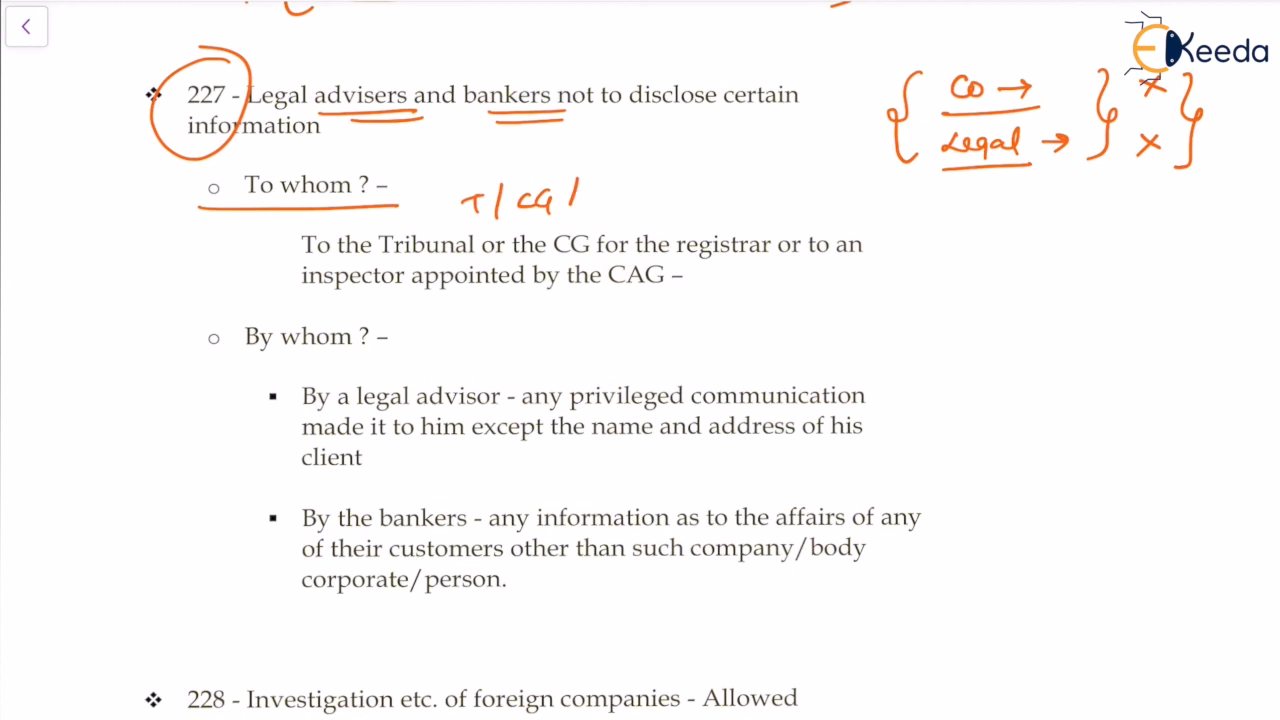 EKeeda
227 - Legal advisers and bankers not to disclose certain
information
CO →
Legal →
x
x
To whom ? –
T / CG /
To the Tribunal or the CG for the registrar or to an
inspector appointed by the CAG –
By whom ? –
By a legal advisor - any privileged communication
made it to him except the name and address of his
client
By the bankers - any information as to the affairs of any
of their customers other than such company/body
corporate/person.
228 - Investigation etc. of foreign companies - Allowed